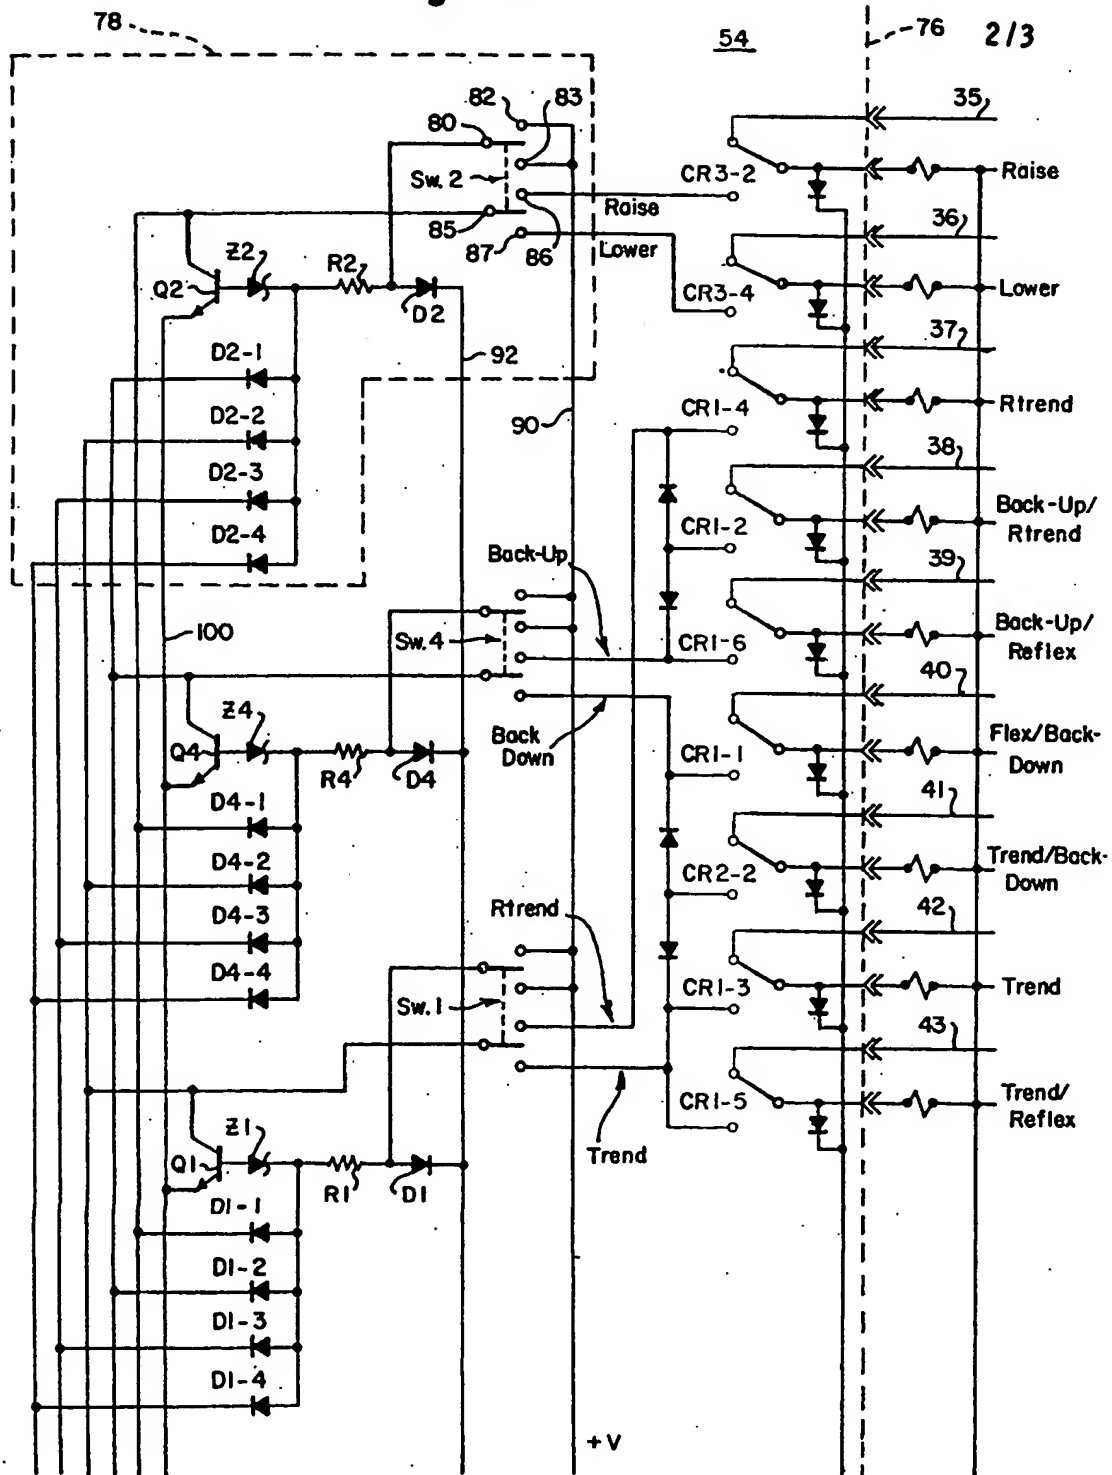 78
54
76
2/3
82
83
80
35
Sw.2
CR3-2
Raise
Raise
85
86
87
Lower
36
Z2
R2
Q2
D2
CR3-4
Lower
37
D2-1
92
CR1-4
Rtrend
D2-2
90
38
D2-3
CR1-2
Back-Up/
Rtrend
D2-4
Back-Up
39
100
Sw.4
CR1-6
Back-Up/
Reflex
40
Z4
Q4
R4
D4
Back
Down
CR1-1
Flex/Back-
Down
D4-1
41
D4-2
CR2-2
Trend/Back-
Down
D4-3
Rtrend
42
D4-4
Sw.1
CR1-3
Trend
43
Z1
CR1-5
Trend/
Reflex
Q1
R1
D1
Trend
D1-1
D1-2
D1-3
D1-4
+V